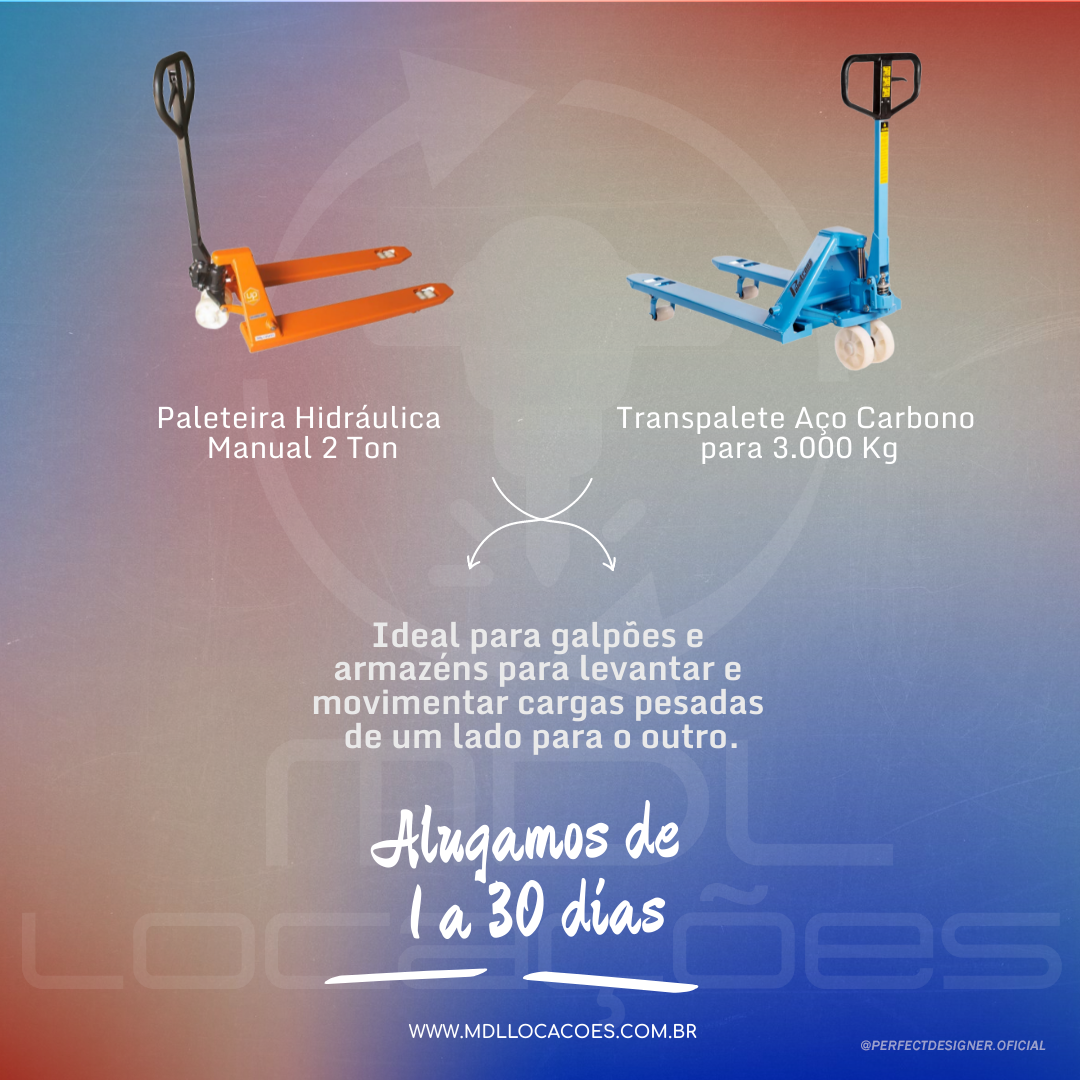 Paleteira Hidráulica
Manual 2 Ton
Transpalete Aço Carbono
para 3.000 Kg
up
Ideal para galpões e
armazéns para levantar e
movimentar cargas pesadas
de um lado para o outro.
MDL
Locações
Alugamos de
1 a 30 días
WWW.MDLLOCACOES.COM.BR
@PERFECTDESIGNER.OFICIAL